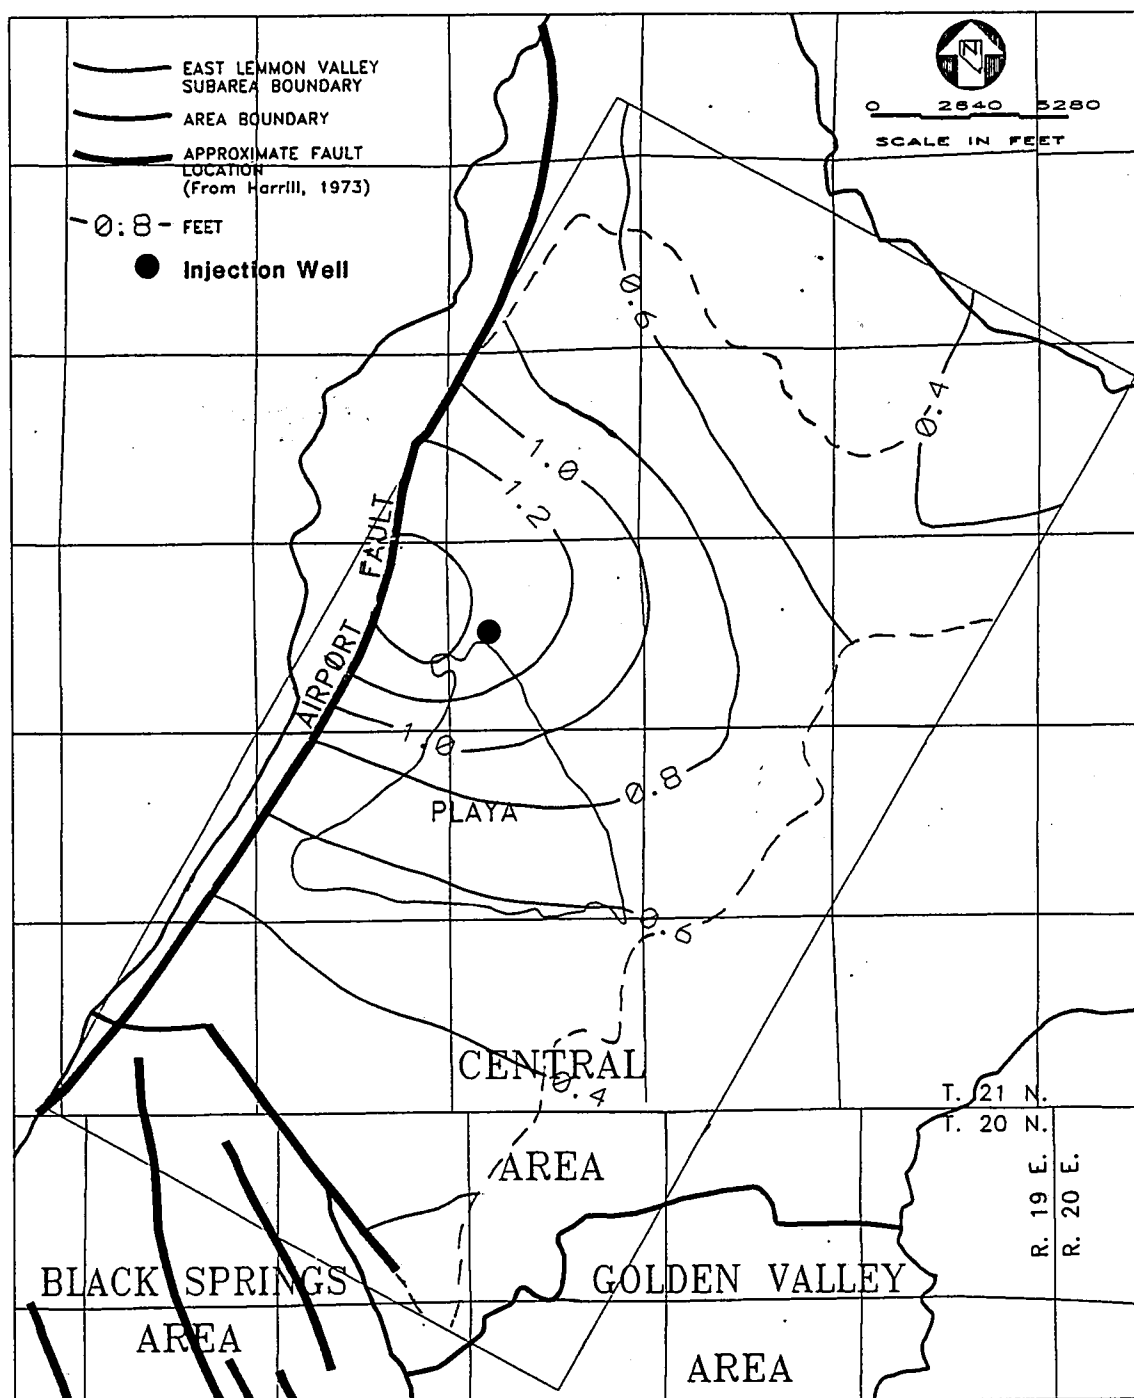 EAST LEMMON VALLEY
SUBAREA BOUNDARY
AREA BOUNDARY
APPROXIMATE FAULT
LOCATION
(From Harrill, 1973)
0.8 - FEET
Injection Well
N
0 2640 5280
SCALE IN FEET
0.6
0.4
1.0
1.2
AIRPORT FAULT
1.0
0.8
PLAYA
0.6
0.4
CENTRAL
AREA
T. 21 N.
T. 20 N.
R. 19 E.
R. 20 E.
BLACK SPRINGS
AREA
GOLDEN VALLEY
AREA